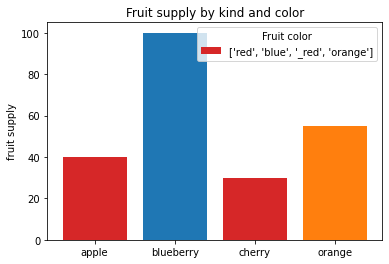 Fruit supply by kind and color
Fruit color
['red', 'blue', '_red', 'orange']
fruit supply
100
80
60
40
20
0
apple blueberry cherry orange